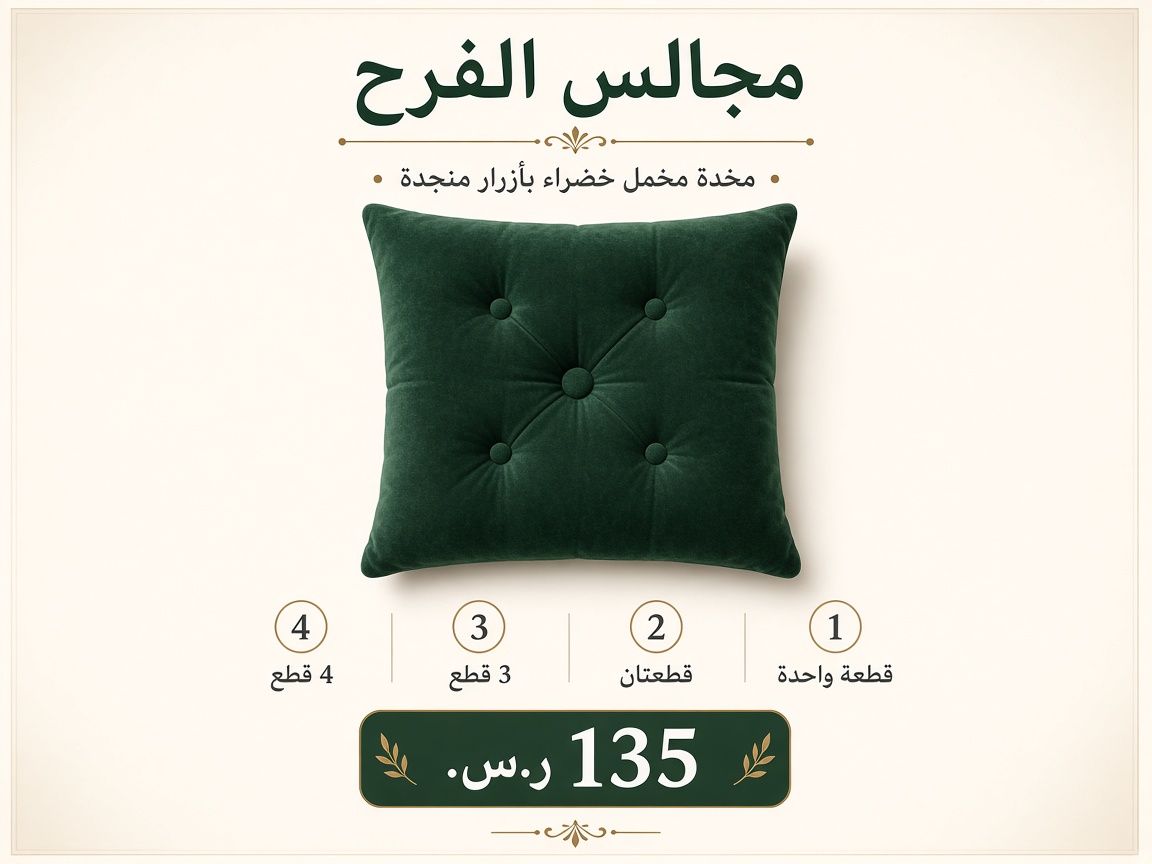 مجالس الفرح
مخدة مخمل خضراء بأزرار منجدة
1 2 3 4
قطعة واحدة قطعتان 3 قطع 4 قطع
135 ر.س.